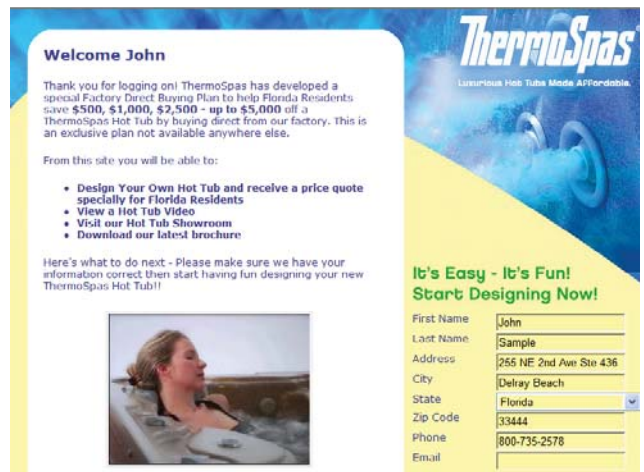 ThermoSpas
Luxurious Hot Tubs Made Affordable.
Welcome John
Thank you for logging on! ThermoSpas has developed a
special Factory Direct Buying Plan to help Florida Residents
save $500, $1,000, $2,500 - up to $5,000 off a
ThermoSpas Hot Tub by buying direct from our factory. This is
an exclusive plan not available anywhere else.
From this site you will be able to:
• Design Your Own Hot Tub and receive a price quote
specially for Florida Residents
• View a Hot Tub Video
• Visit our Hot Tub Showroom
• Download our latest brochure
Here's what to do next - Please make sure we have your
information correct then start having fun designing your new
ThermoSpas Hot Tub!!
It's Easy - It's Fun!
Start Designing Now!
First Name John
Last Name Sample
Address 255 NE 2nd Ave Ste 436
City Delray Beach
State Florida
Zip Code 33444
Phone 800-735-2578
Email